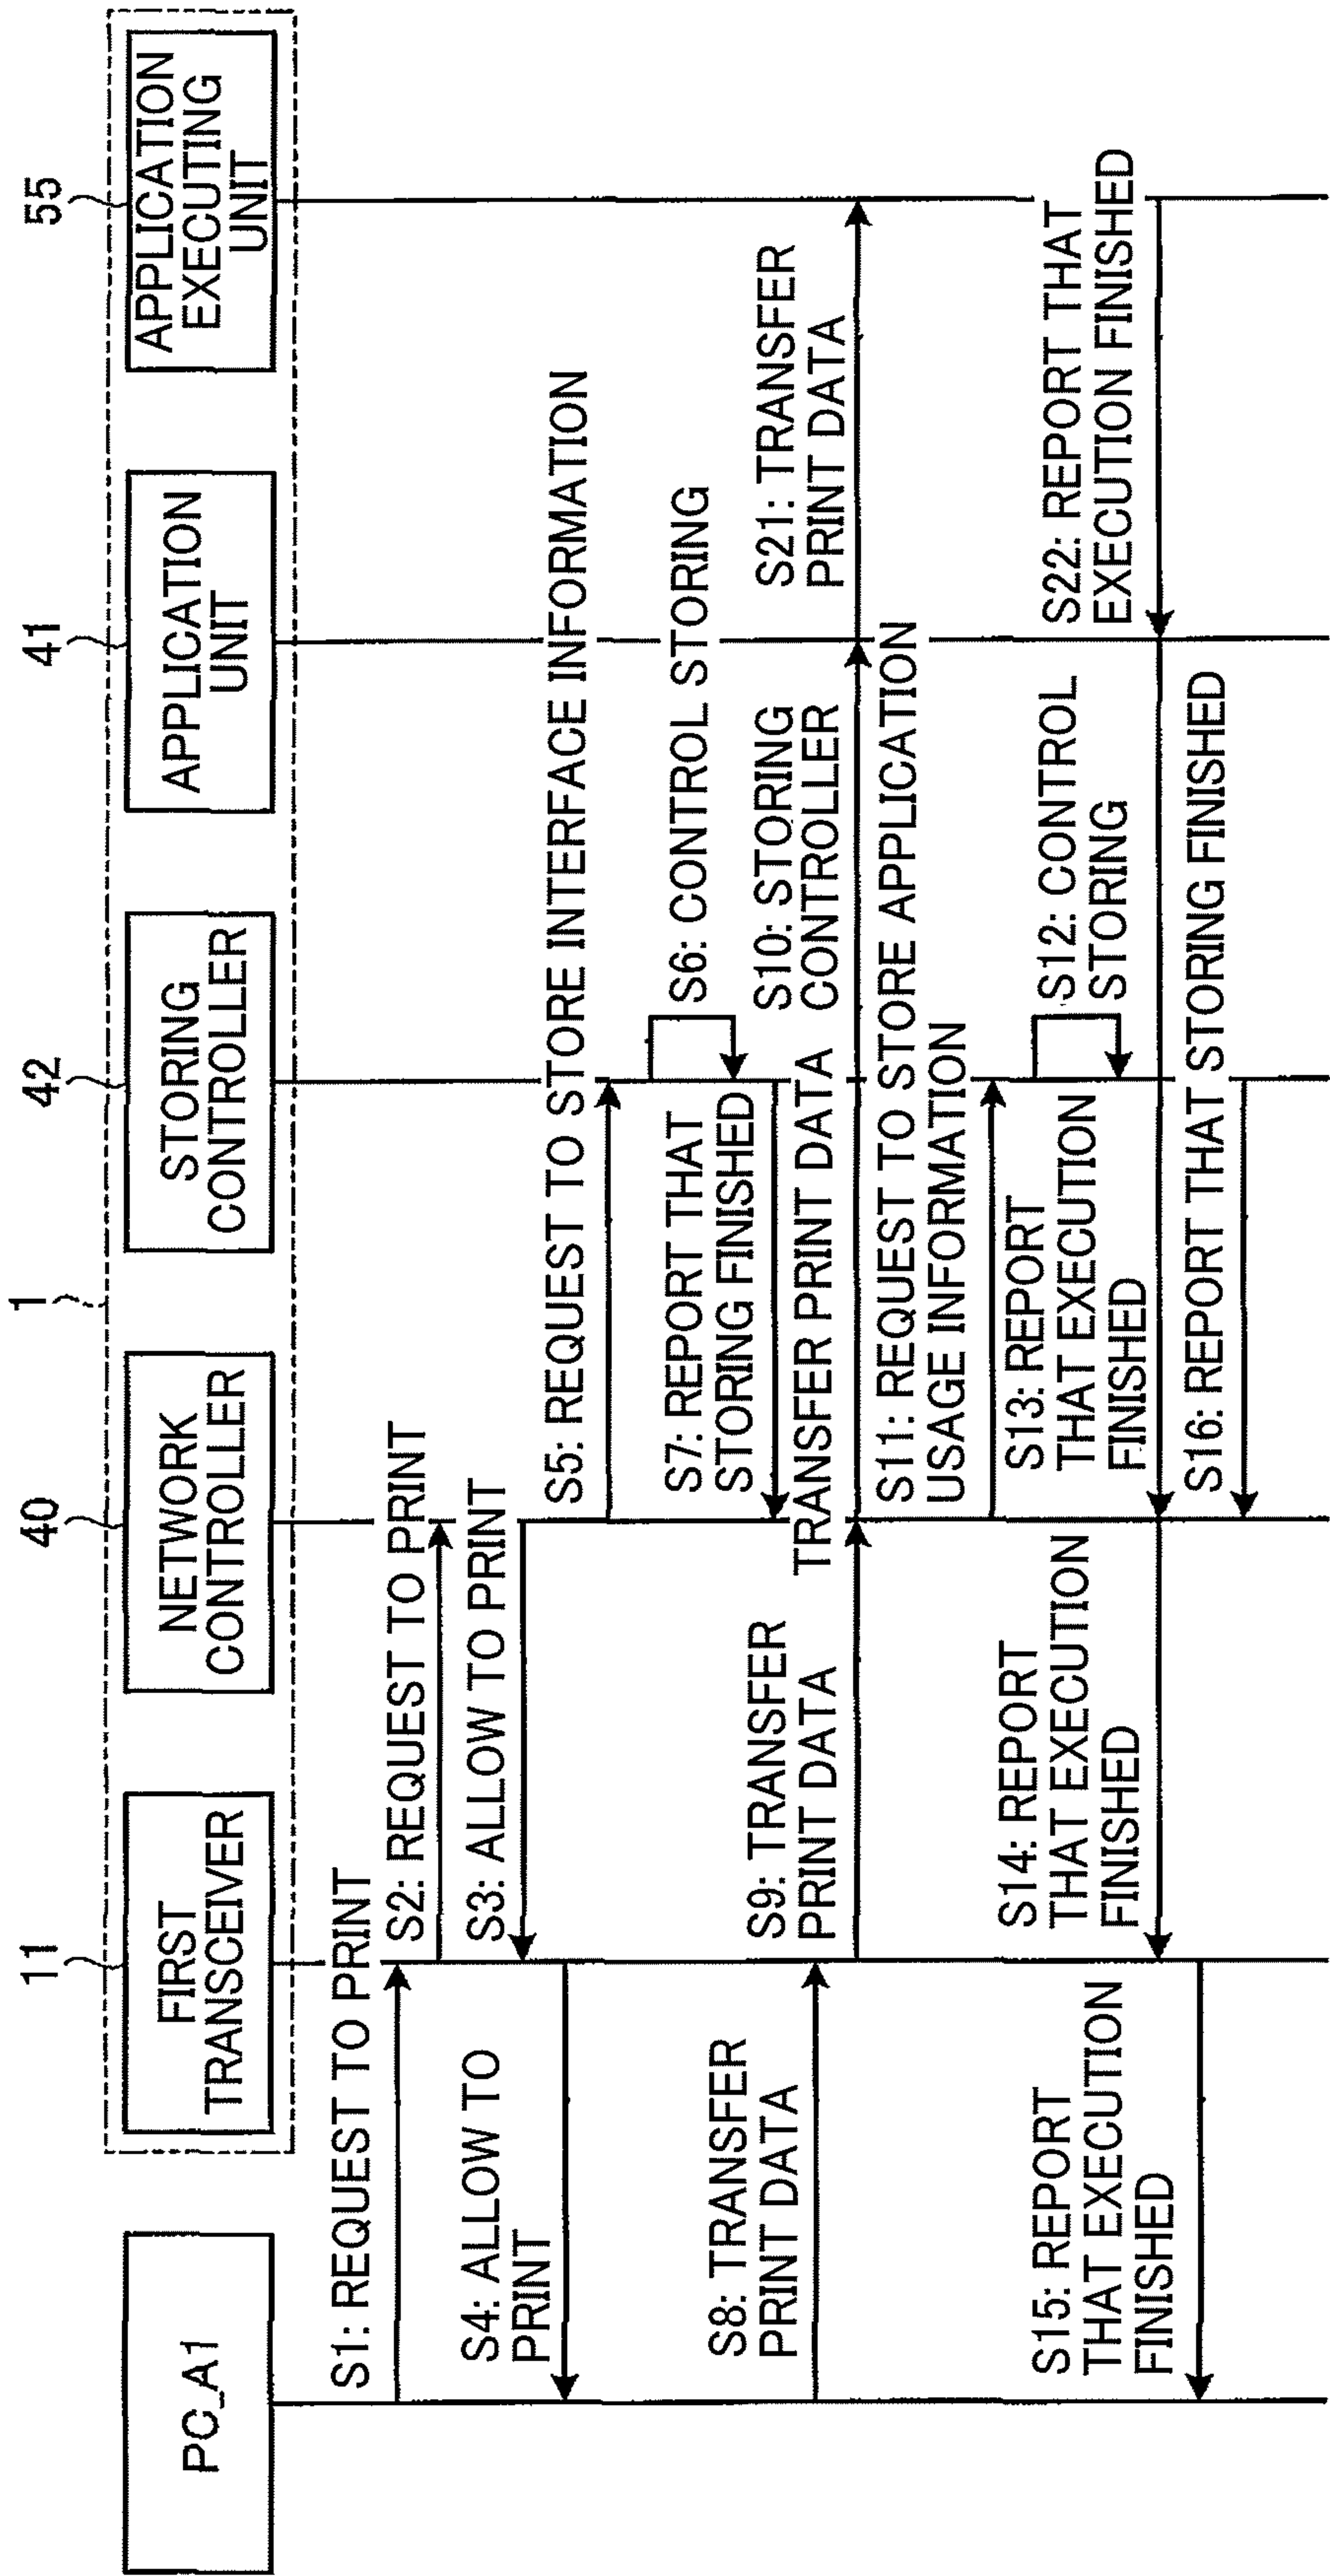 1
11
40
42
41
55
PC_A1
FIRST
TRANSCEIVER
NETWORK
CONTROLLER
STORING
CONTROLLER
APPLICATION
UNIT
APPLICATION
EXECUTING
UNIT
S1: REQUEST TO PRINT
S2: REQUEST TO PRINT
S3: ALLOW TO PRINT
S4: ALLOW TO
PRINT
S5: REQUEST TO STORE INTERFACE INFORMATION
S6: CONTROL STORING
S7: REPORT THAT
STORING FINISHED
S8: TRANSFER
PRINT DATA
S9: TRANSFER
PRINT DATA
S10: STORING
CONTROLLER
TRANSFER PRINT DATA
S21: TRANSFER
PRINT DATA
S11: REQUEST TO STORE APPLICATION
USAGE INFORMATION
S12: CONTROL
STORING
S22: REPORT THAT
EXECUTION FINISHED
S13: REPORT
THAT EXECUTION
FINISHED
S14: REPORT
THAT EXECUTION
FINISHED
S15: REPORT
THAT EXECUTION
FINISHED
S16: REPORT THAT STORING FINISHED